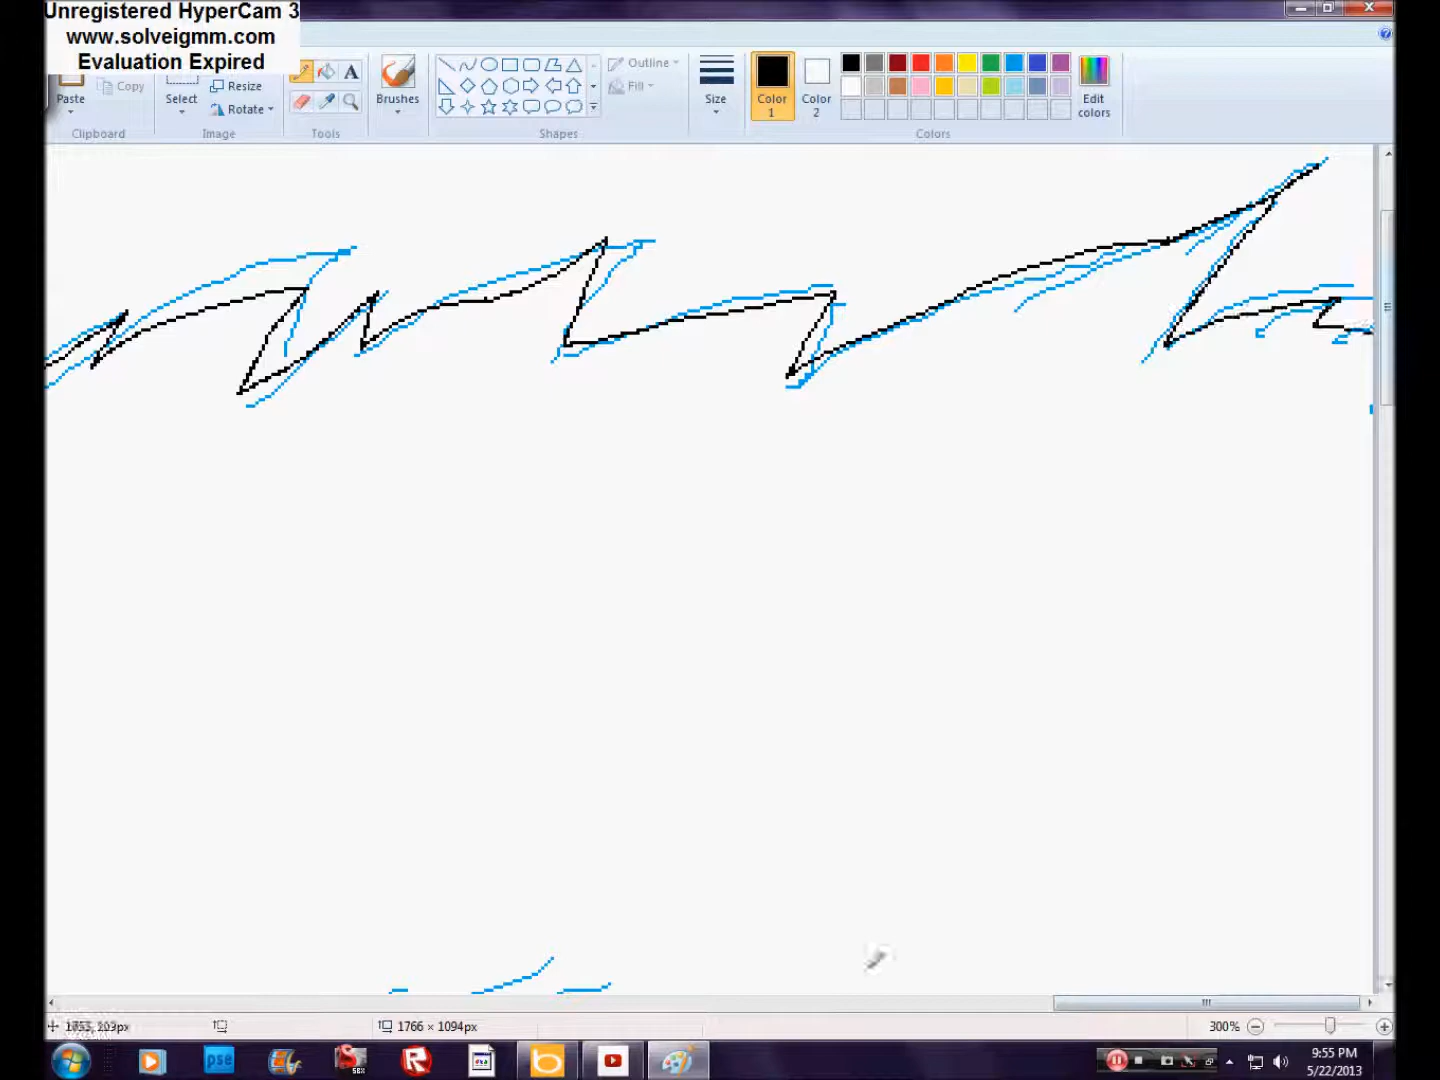 Unregistered HyperCam 3
www.solveigmm.com
Evaluation Expired
Paste
Copy
Clipboard
Select
Resize
Rotate
Image
A
Tools
Brushes
Outline
Fill
Shapes
Size
Color
1
Color
2
Edit
colors
Colors
1766 × 1094px
300%
pse
9:55 PM
5/22/2013